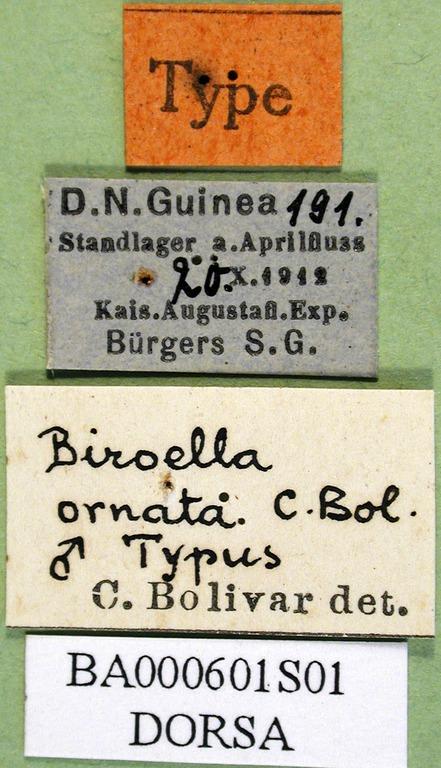 Type
D.N.Guinea 191.
Standlager a.Aprilfluss
20.X.1912
Kais.Augustafl.Exp.
Bürgers S.G.
Biroella
ornata. C.Bol.
♂ Typus
C. Bolivar det.
BA000601S01
DORSA